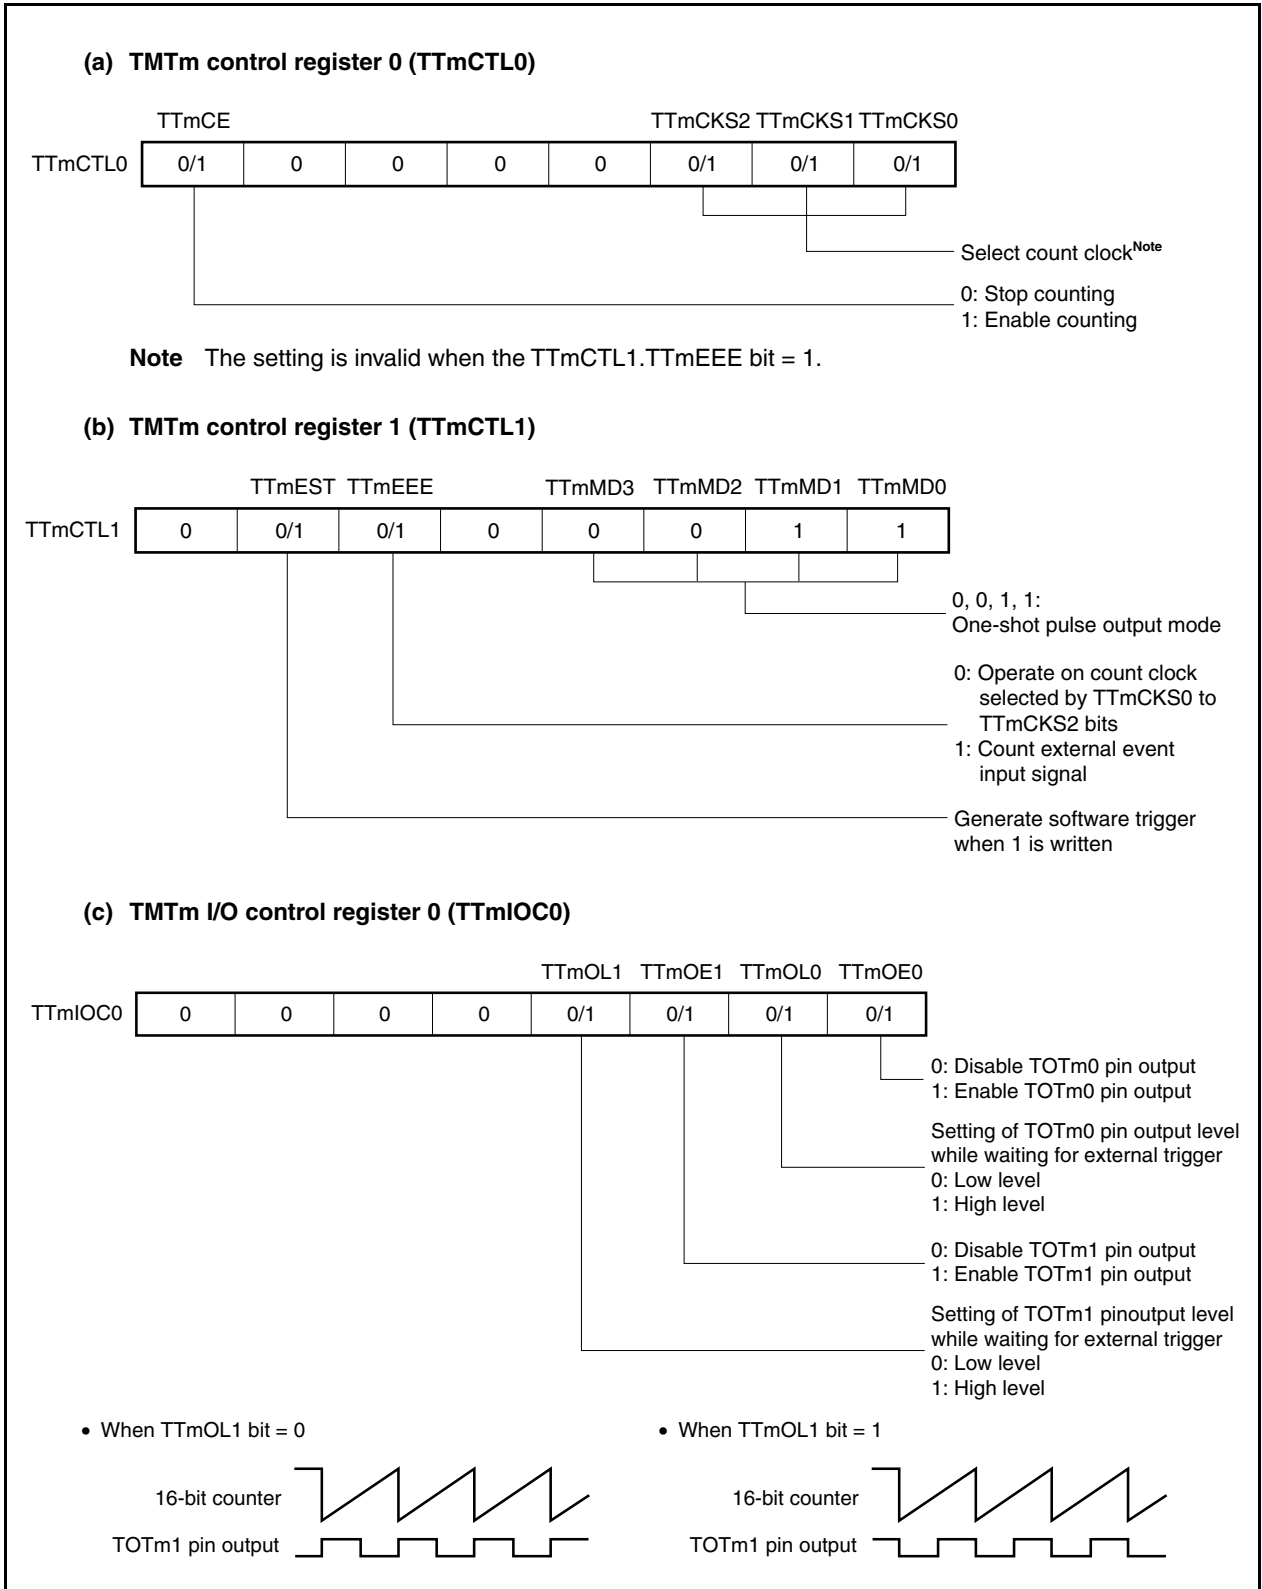 (a) TMTm control register 0 (TTmCTL0)
TTmCE TTmCKS2 TTmCKS1 TTmCKS0
TTmCTL0 0/1 0 0 0 0 0/1 0/1 0/1
Select count clockNote
0: Stop counting
1: Enable counting
Note The setting is invalid when the TTmCTL1.TTmEEE bit = 1.
(b) TMTm control register 1 (TTmCTL1)
TTmEST TTmEEE TTmMD3 TTmMD2 TTmMD1 TTmMD0
TTmCTL1 0 0/1 0/1 0 0 0 1 1
0, 0, 1, 1:
One-shot pulse output mode
0: Operate on count clock
selected by TTmCKS0 to
TTmCKS2 bits
1: Count external event
input signal
Generate software trigger
when 1 is written
(c) TMTm I/O control register 0 (TTmIOC0)
TTmOL1 TTmOE1 TTmOL0 TTmOE0
TTmIOC0 0 0 0 0 0/1 0/1 0/1 0/1
0: Disable TOTm0 pin output
1: Enable TOTm0 pin output
Setting of TOTm0 pin output level
while waiting for external trigger
0: Low level
1: High level
0: Disable TOTm1 pin output
1: Enable TOTm1 pin output
Setting of TOTm1 pinoutput level
while waiting for external trigger
0: Low level
1: High level
• When TTmOL1 bit = 0
16-bit counter
TOTm1 pin output
• When TTmOL1 bit = 1
16-bit counter
TOTm1 pin output